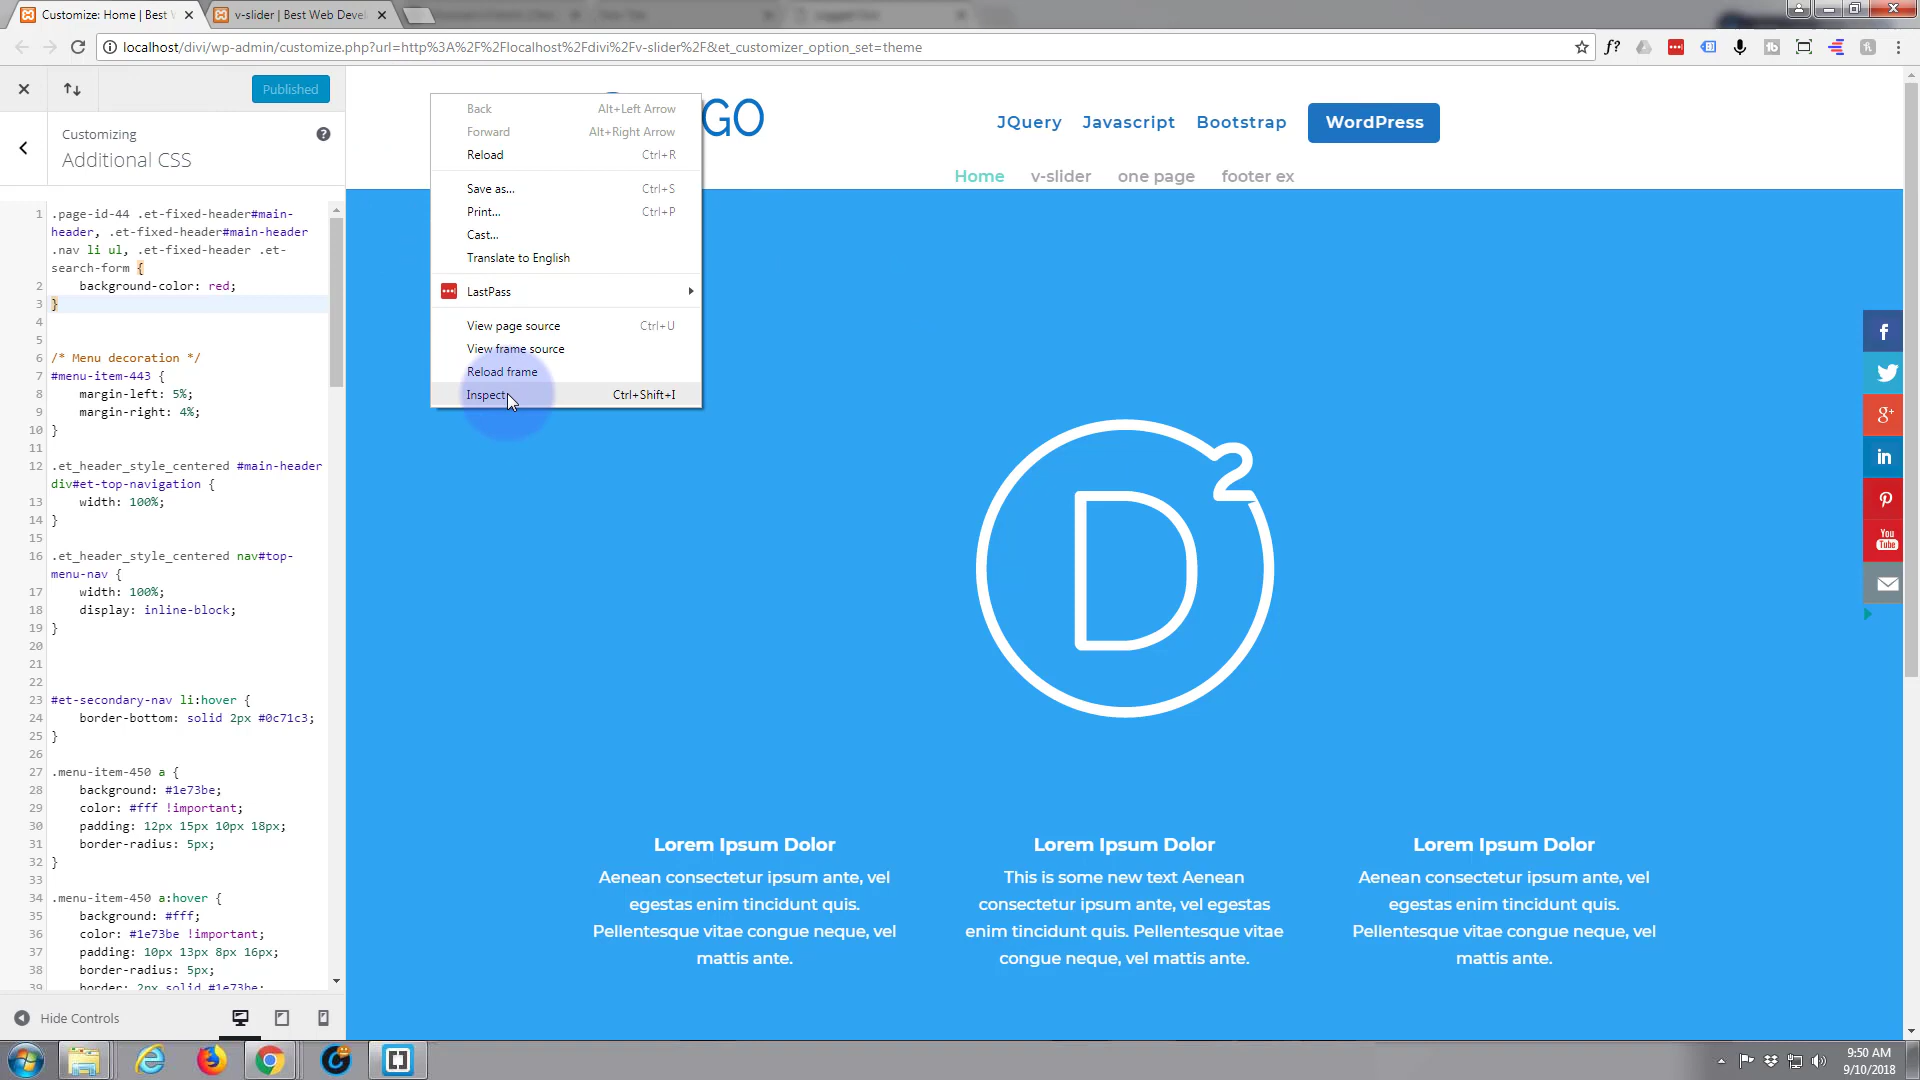 Customize: Home | Best W
v-slider | Best Web Devel
localhost/divi/wp-admin/customize.php?url=http%3A%2F%2Flocalhost%2Fdivi%2Fv-slider%2F&et_customizer_option_set=theme
Published
Customizing
Additional CSS
1 .page-id-44 .et-fixed-header#main-
header, .et-fixed-header#main-header
.nav li ul, .et-fixed-header .et-
search-form {
2 background-color: red;
3 }
4
5
6 /* Menu decoration */
7 #menu-item-443 {
8 margin-left: 5%;
9 margin-right: 4%;
10 }
11
12 .et_header_style_centered #main-header
div#et-top-navigation {
13 width: 100%;
14 }
15
16 .et_header_style_centered nav#top-
menu-nav {
17 width: 100%;
18 display: inline-block;
19 }
20
21
22
23 #et-secondary-nav li:hover {
24 border-bottom: solid 2px #0c71c3;
25 }
26
27 .menu-item-450 a {
28 background: #1e73be;
29 color: #fff !important;
30 padding: 12px 15px 10px 18px;
31 border-radius: 5px;
32 }
33
34 .menu-item-450 a:hover {
35 background: #fff;
36 color: #1e73be !important;
37 padding: 10px 13px 8px 16px;
38 border-radius: 5px;
39 border: 2px solid #1e73be;
Hide Controls
Back Alt+Left Arrow
Forward Alt+Right Arrow
Reload Ctrl+R
Save as... Ctrl+S
Print... Ctrl+P
Cast...
Translate to English
LastPass
View page source Ctrl+U
View frame source
Reload frame
Inspect Ctrl+Shift+I
GO
JQuery Javascript Bootstrap WordPress
Home v-slider one page footer ex
D 2
You
Tube
Lorem Ipsum Dolor
Aenean consectetur ipsum ante, vel
egestas enim tincidunt quis.
Pellentesque vitae congue neque, vel
mattis ante.
Lorem Ipsum Dolor
This is some new text Aenean
consectetur ipsum ante, vel egestas
enim tincidunt quis. Pellentesque vitae
congue neque, vel mattis ante.
Lorem Ipsum Dolor
Aenean consectetur ipsum ante, vel
egestas enim tincidunt quis.
Pellentesque vitae congue neque, vel
mattis ante.
9:50 AM
9/10/2018